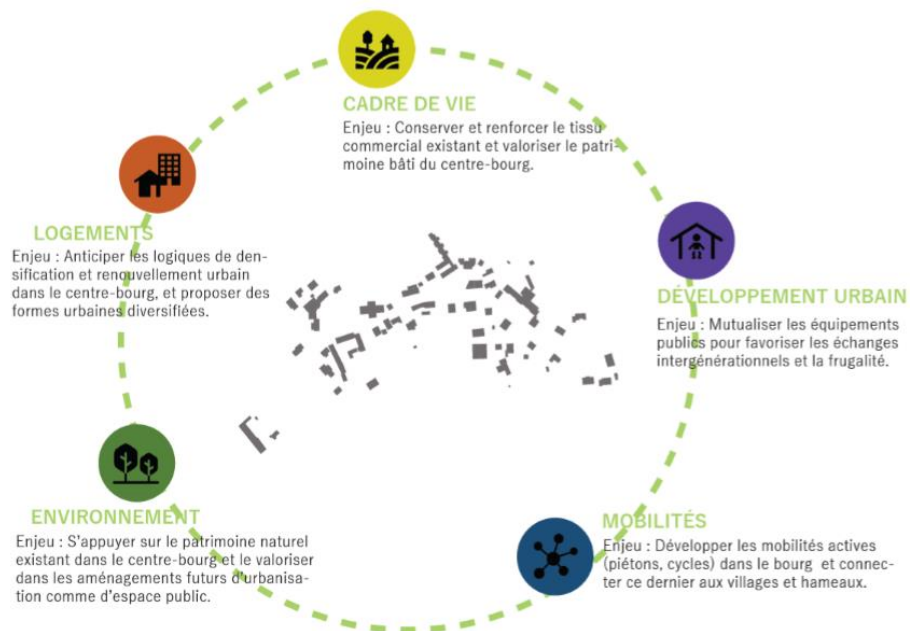 CADRE DE VIE
Enjeu : Conserver et renforcer le tissu
commercial existant et valoriser le patri-
moine bâti du centre-bourg.
LOGEMENTS
Enjeu : Anticiper les logiques de den-
sification et renouvellement urbain
dans le centre-bourg, et proposer des
formes urbaines diversifiées.
DÉVELOPPEMENT URBAIN
Enjeu : Mutualiser les équipements
publics pour favoriser les échanges
intergénérationnels et la frugalité.
ENVIRONNEMENT
Enjeu : S'appuyer sur le patrimoine naturel
existant dans le centre-bourg et le valoriser
dans les aménagements futurs d'urbanisa-
tion comme d'espace public.
MOBILITÉS
Enjeu : Développer les mobilités actives
(piétons, cycles) dans le bourg et connec-
ter ce dernier aux villages et hameaux.